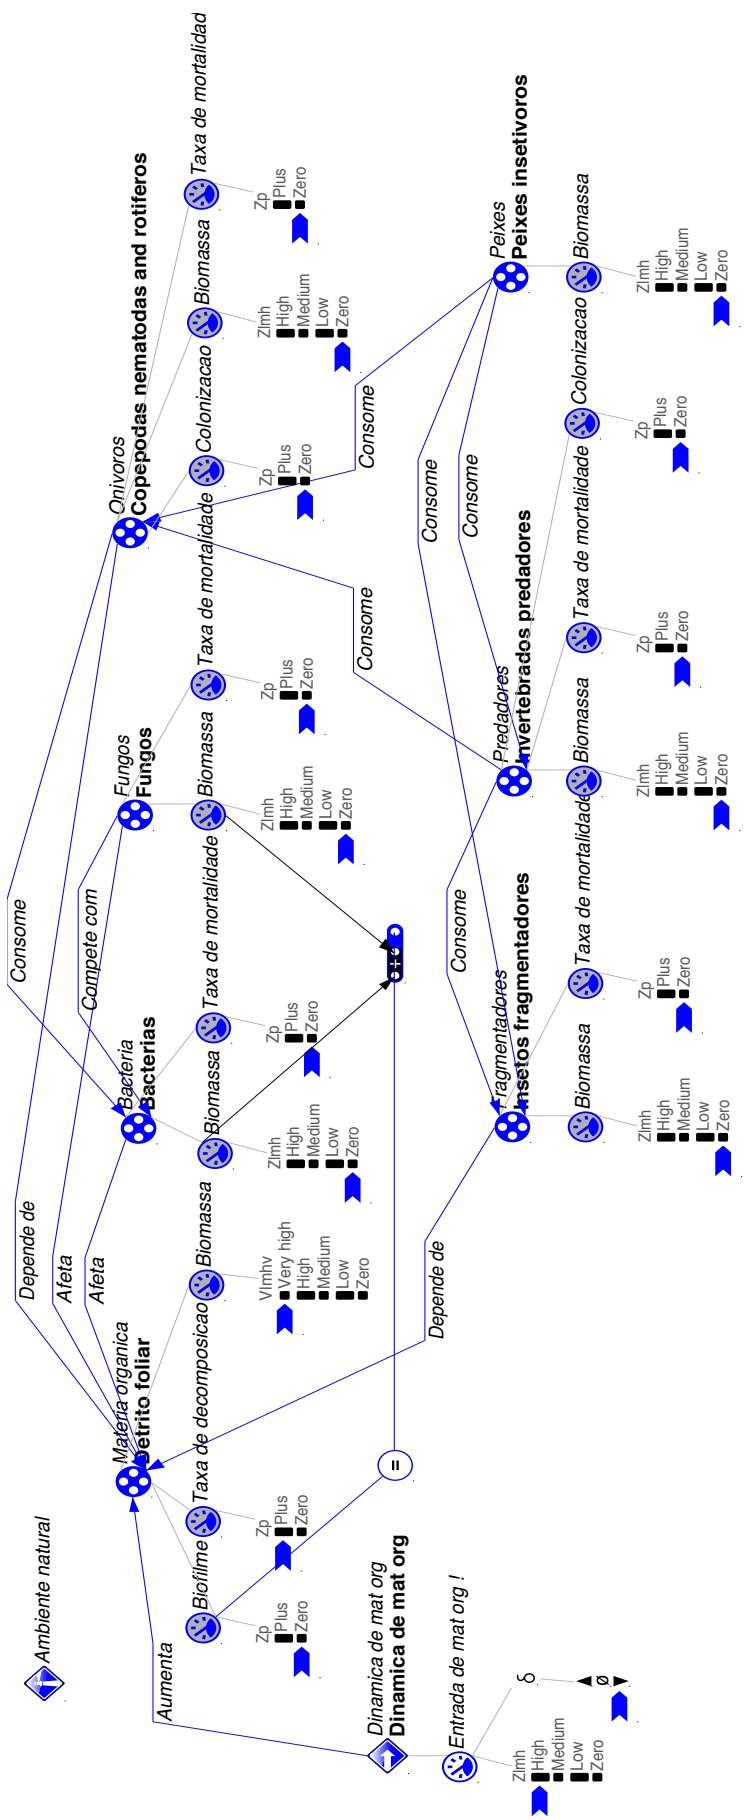 Ambiente natural
Aumenta
Depende de
Afeta
Afeta
Consome
Compete com
Materia organica
Detrito foliar
Biofilme
Zp
Plus
Zero
Taxa de decomposicao
Zp
Plus
Zero
Biomassa
Vlmhv
Very high
High
Medium
Low
Zero
Bacteria
Bacterias
Biomassa
Zlmh
High
Medium
Low
Zero
Taxa de mortalidade
Zp
Plus
Zero
Fungos
Fungos
Biomassa
Zlmh
High
Medium
Low
Zero
Taxa de mortalidade
Zp
Plus
Zero
Onivoros
Copepodas nematodas and rotiferos
Colonizacao
Zp
Plus
Zero
Biomassa
Zlmh
High
Medium
Low
Zero
Taxa de mortalidad
Zp
Plus
Zero
Consome
Consome
=
Dinamica de mat org
Dinamica de mat org
Entrada de mat org !
Zlmh
High
Medium
Low
Zero
δ
ø
Depende de
Consome
Consome
Consome
Fragmentadores
Insetos fragmentadores
Biomassa
Zlmh
High
Medium
Low
Zero
Taxa de mortalidade
Zp
Plus
Zero
Predadores
Invertebrados predadores
Biomassa
Zlmh
High
Medium
Low
Zero
Taxa de mortalidade
Zp
Plus
Zero
Colonizacao
Zp
Plus
Zero
Peixes
Peixes insetivoros
Biomassa
Zlmh
High
Medium
Low
Zero